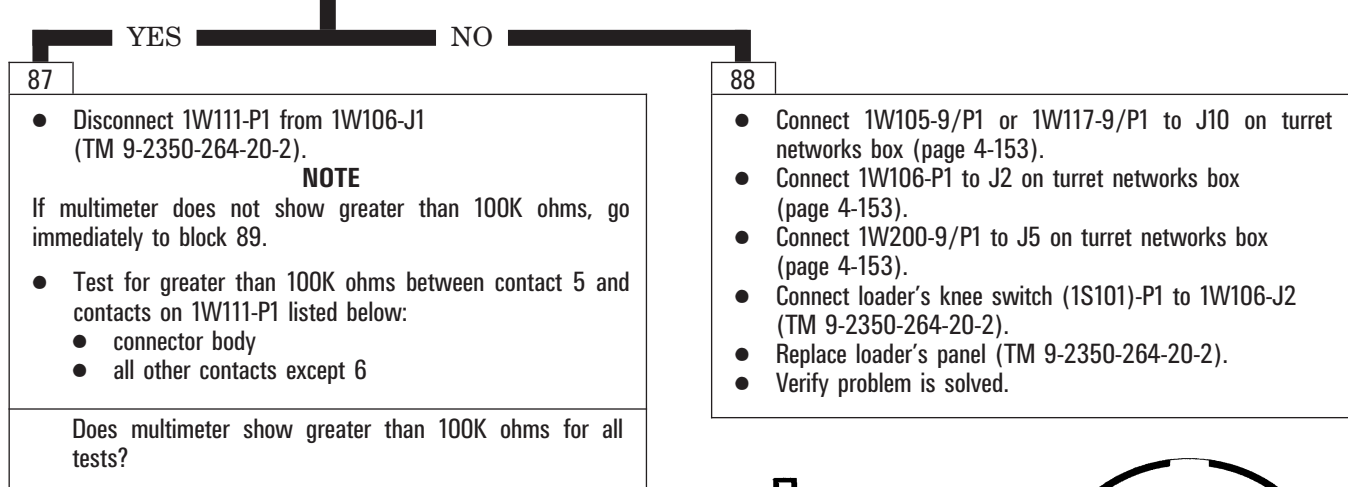 YES NO
87
● Disconnect 1W111-P1 from 1W106-J1
(TM 9-2350-264-20-2).
NOTE
If multimeter does not show greater than 100K ohms, go
immediately to block 89.
● Test for greater than 100K ohms between contact 5 and
contacts on 1W111-P1 listed below:
● connector body
● all other contacts except 6
Does multimeter show greater than 100K ohms for all
tests?
88
● Connect 1W105-9/P1 or 1W117-9/P1 to J10 on turret
networks box (page 4-153).
● Connect 1W106-P1 to J2 on turret networks box
(page 4-153).
● Connect 1W200-9/P1 to J5 on turret networks box
(page 4-153).
● Connect loader's knee switch (1S101)-P1 to 1W106-J2
(TM 9-2350-264-20-2).
● Replace loader's panel (TM 9-2350-264-20-2).
● Verify problem is solved.